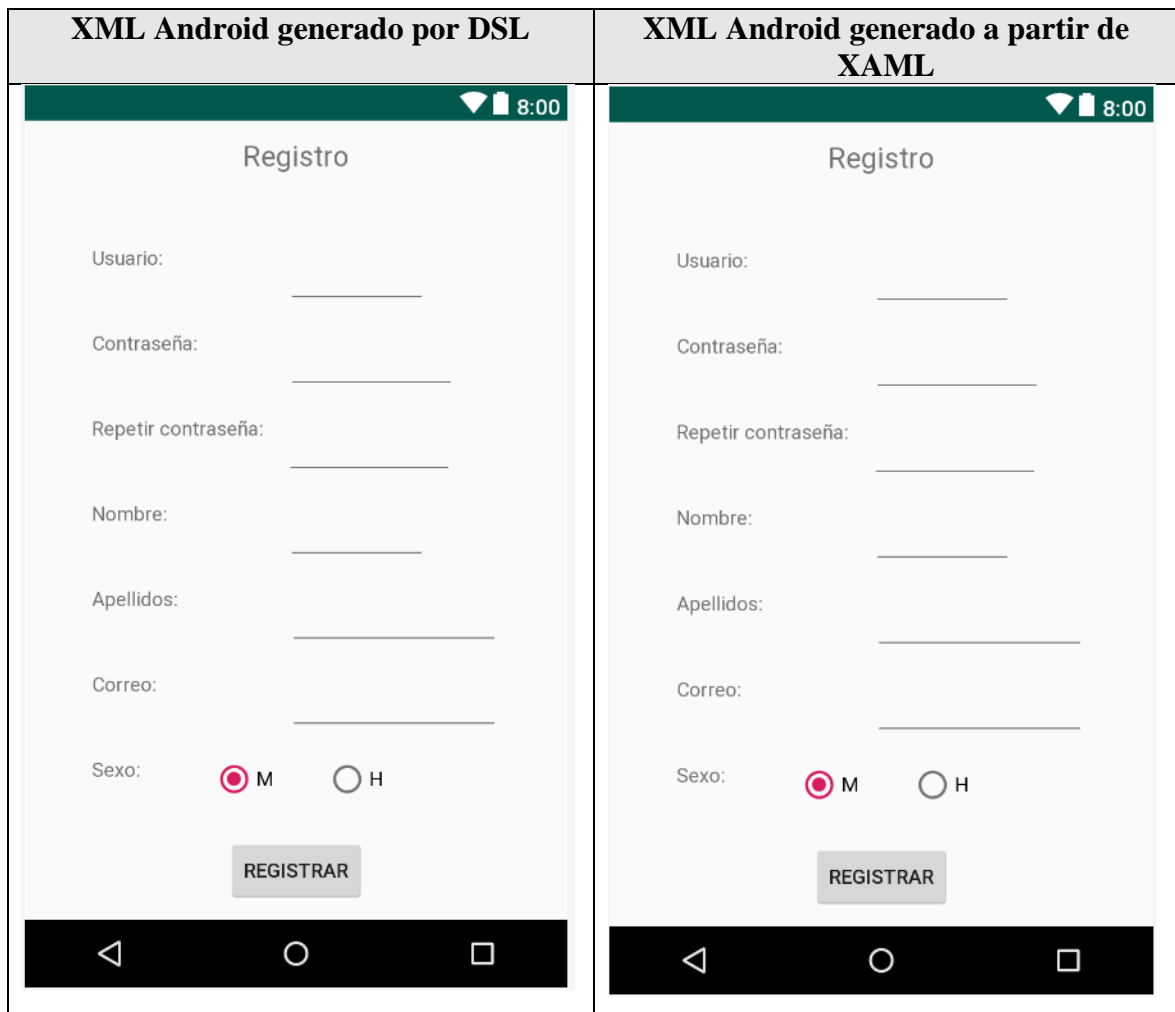 XML Android generado por DSL
XML Android generado a partir de
XAML
8:00
Registro
Usuario:
Contraseña:
Repetir contraseña:
Nombre:
Apellidos:
Correo:
Sexo:
M
H
REGISTRAR
8:00
Registro
Usuario:
Contraseña:
Repetir contraseña:
Nombre:
Apellidos:
Correo:
Sexo:
M
H
REGISTRAR